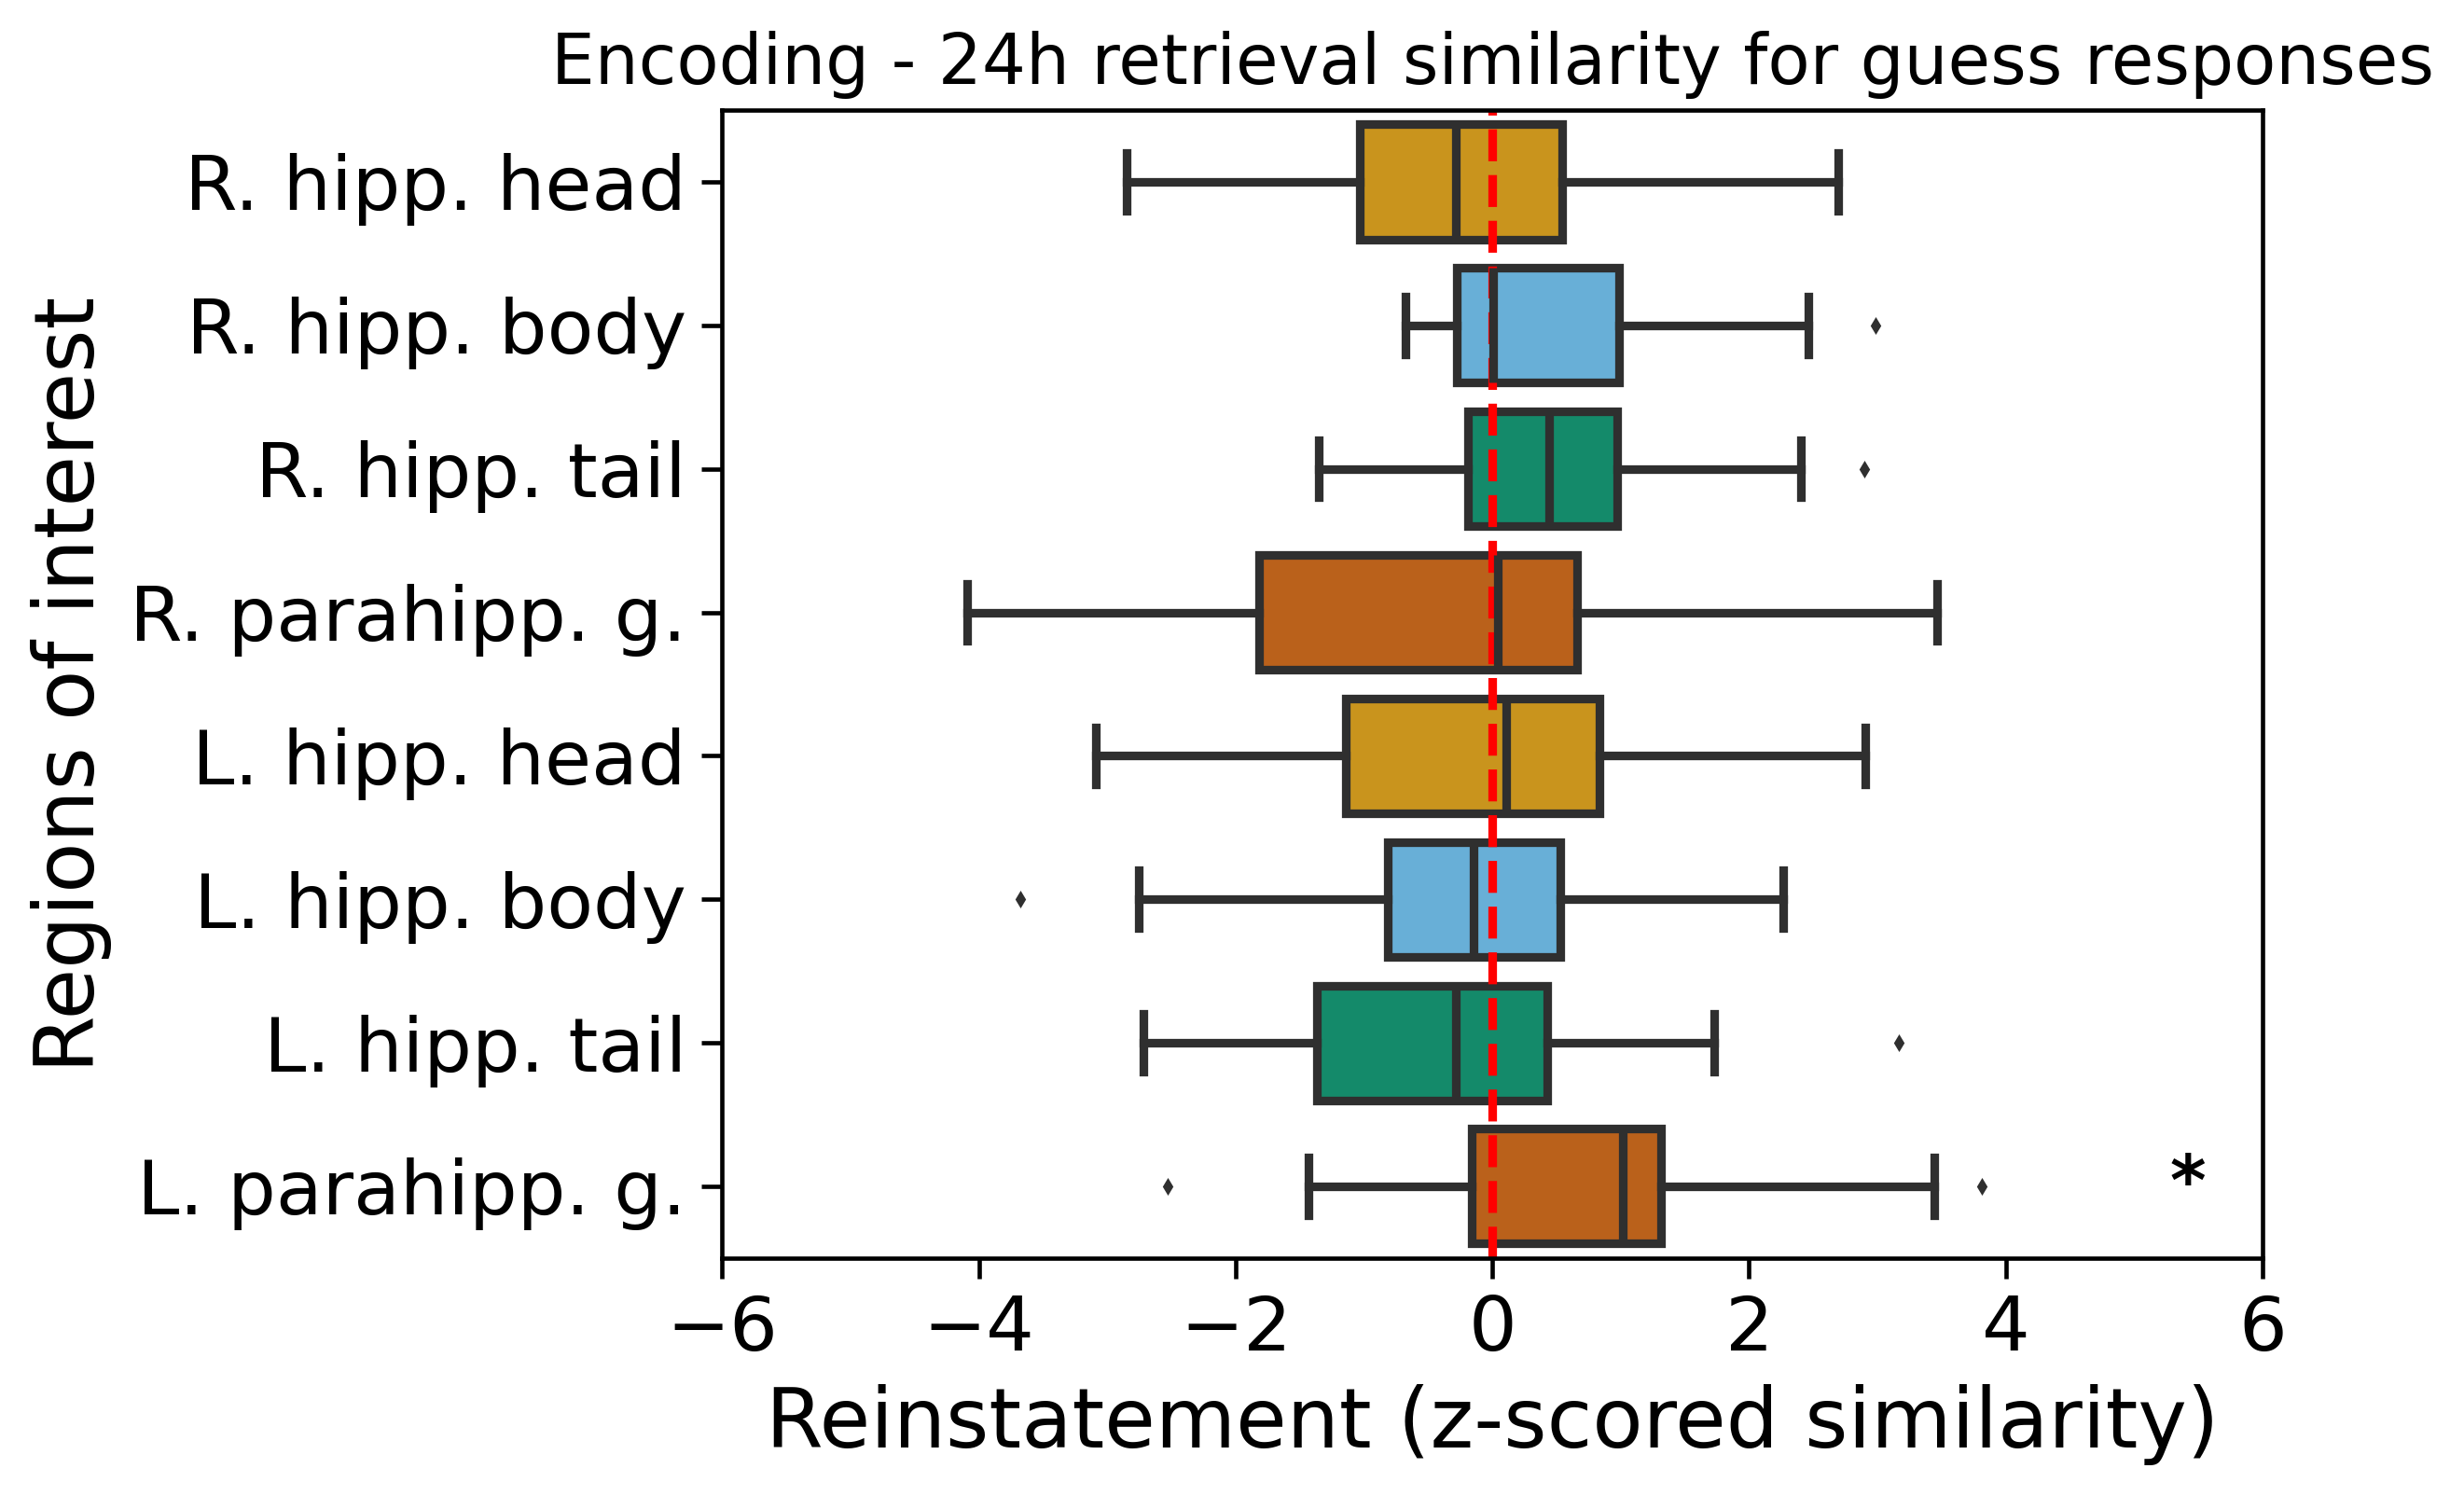 Encoding - 24h retrieval similarity for guess responses
Regions of interest
R. hipp. head
R. hipp. body
R. hipp. tail
R. parahipp. g.
L. hipp. head
L. hipp. body
L. hipp. tail
L. parahipp. g.
*
−6 −4 −2 0 2 4 6
Reinstatement (z-scored similarity)